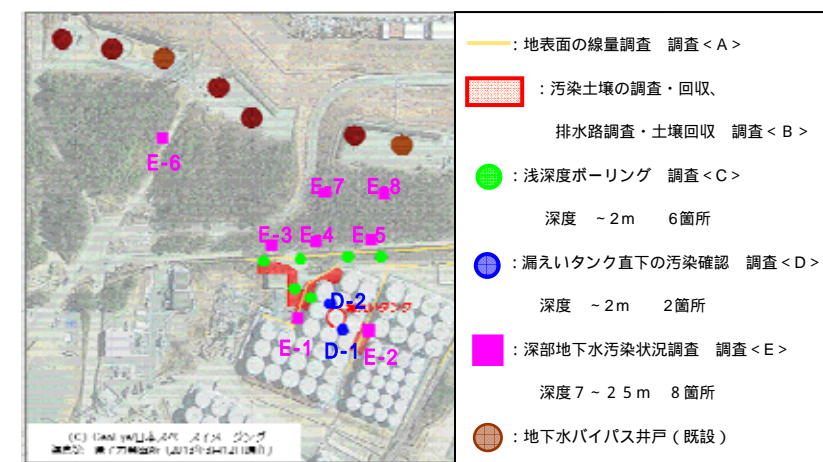 E-6
E-7 E-8
E-3 E-4 E-5
D-2
タンク
E-1 D-1 E-2
:地表面の線量調査 調査<A>
:汚染土壌の調査・回収、
排水路調査・土壌回収 調査<B>
:浅深度ボーリング 調査<C>
深度 ~2m 6箇所
:漏えいタンク直下の汚染確認 調査<D>
深度 ~2m 2箇所
:深部地下水汚染状況調査 調査<E>
深度7~25m 8箇所
:地下水バイパス井戸(既設)